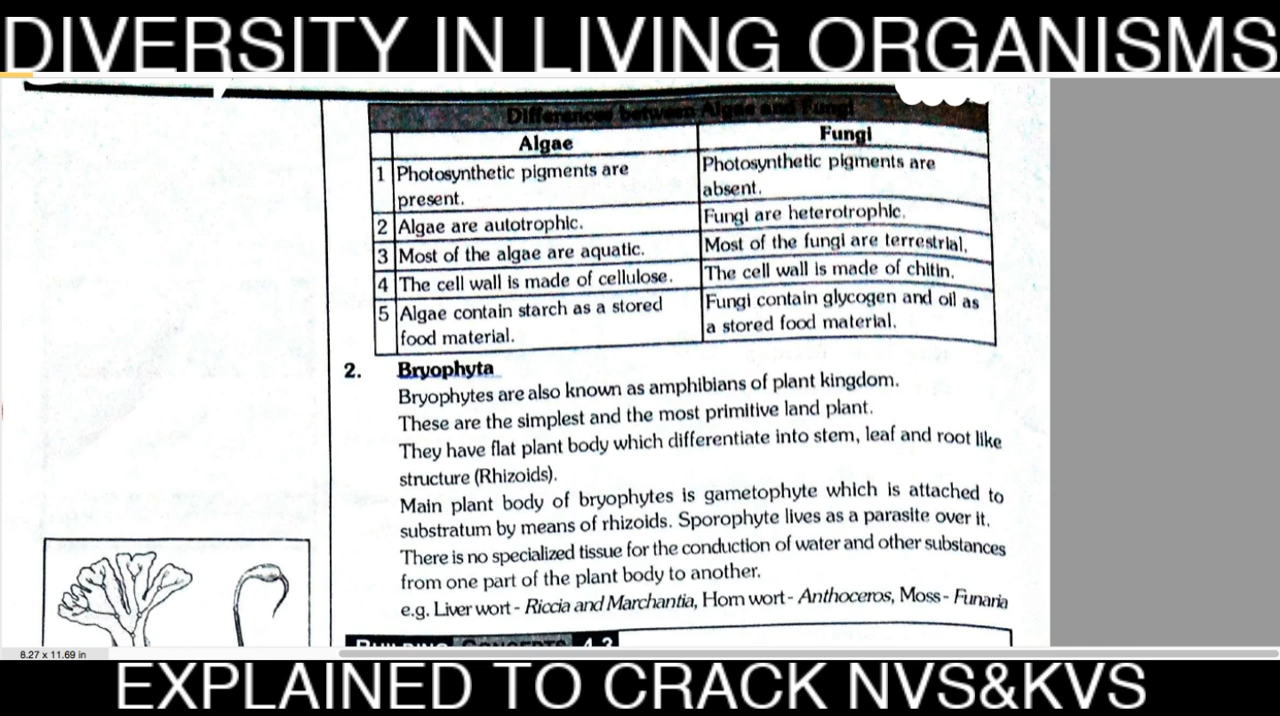 DIVERSITY IN LIVING ORGANISMS
Differences between Algae and Fungi
Algae
Fungi
1
Photosynthetic pigments are
present.
Photosynthetic pigments are
absent.
2
Algae are autotrophic.
Fungi are heterotrophic.
3
Most of the algae are aquatic.
Most of the fungi are terrestrial.
4
The cell wall is made of cellulose.
The cell wall is made of chitin.
5
Algae contain starch as a stored
food material.
Fungi contain glycogen and oil as
a stored food material.
2. Bryophyta
Bryophytes are also known as amphibians of plant kingdom.
These are the simplest and the most primitive land plant.
They have flat plant body which differentiate into stem, leaf and root like
structure (Rhizoids).
Main plant body of bryophytes is gametophyte which is attached to
substratum by means of rhizoids. Sporophyte lives as a parasite over it.
There is no specialized tissue for the conduction of water and other substances
from one part of the plant body to another.
e.g. Liver wort - Riccia and Marchantia, Horn wort - Anthoceros, Moss - Funaria
8.27 x 11.69 in
EXPLAINED TO CRACK NVS&KVS